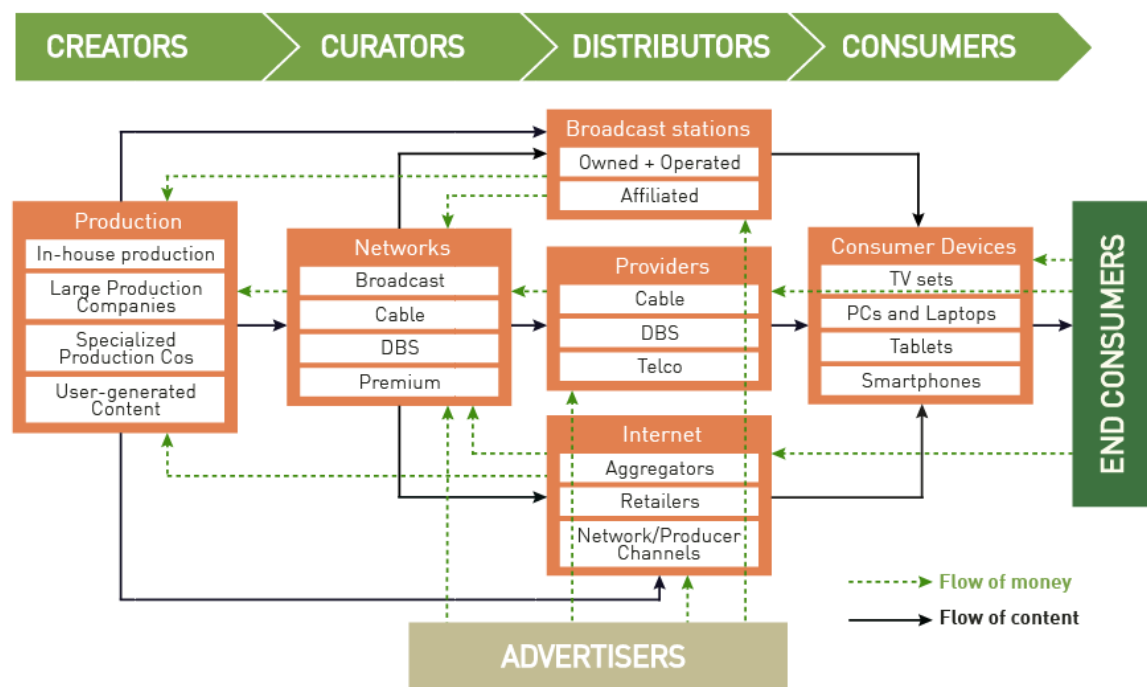 CREATORS
CURATORS
DISTRIBUTORS
CONSUMERS
Production
In-house production
Large Production
Companies
Specialized
Production Cos
User-generated
Content
Networks
Broadcast
Cable
DBS
Premium
Broadcast stations
Owned + Operated
Affiliated
Providers
Cable
DBS
Telco
Internet
Aggregators
Retailers
Network/Producer
Channels
Consumer Devices
TV sets
PCs and Laptops
Tablets
Smartphones
END CONSUMERS
Flow of money
Flow of content
ADVERTISERS